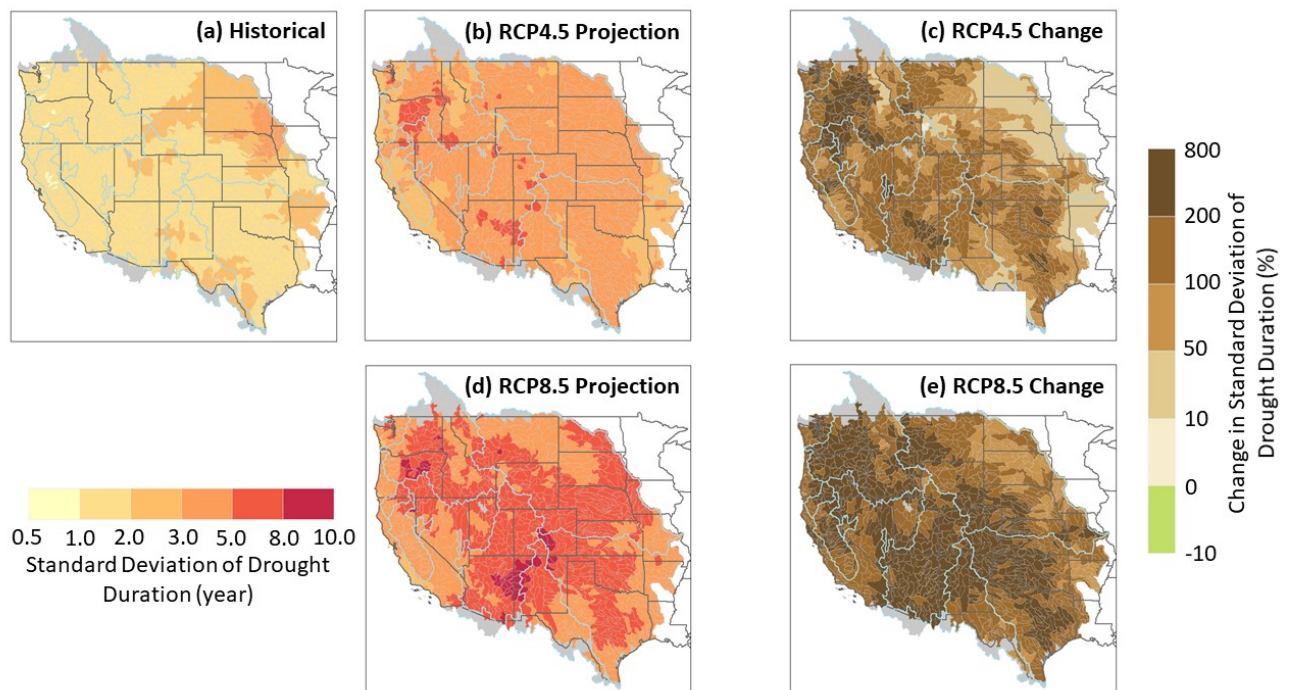 (a) Historical
(b) RCP4.5 Projection
(c) RCP4.5 Change
(d) RCP8.5 Projection
(e) RCP8.5 Change
0.5 1.0 2.0 3.0 5.0 8.0 10.0
Standard Deviation of Drought
Duration (year)
800
200
100
50
10
0
-10
Change in Standard Deviation of
Drought Duration (%)